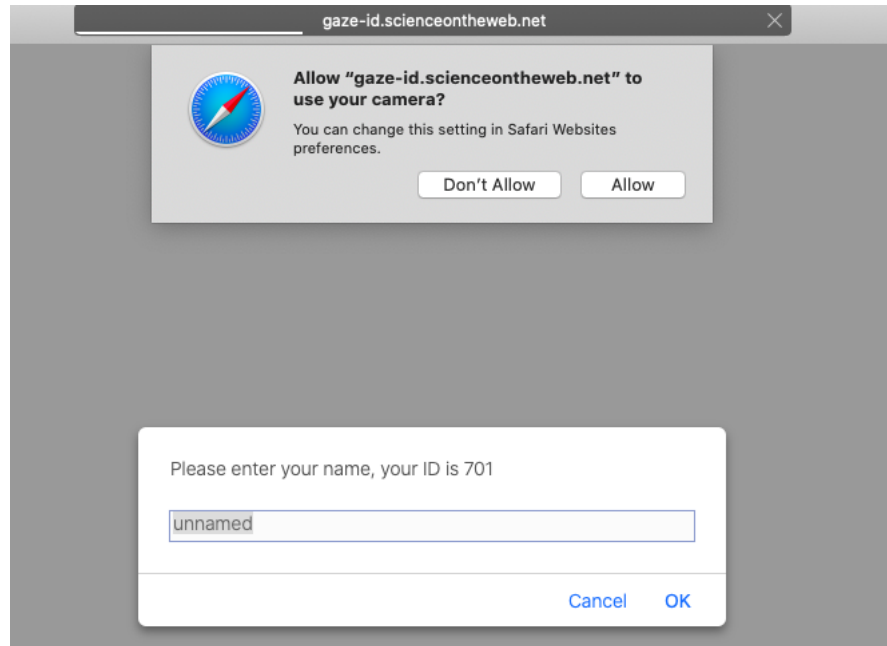 gaze-id.scienceontheweb.net
Allow “gaze-id.scienceontheweb.net” to
use your camera?
You can change this setting in Safari Websites
preferences.
Don’t Allow
Allow
Please enter your name, your ID is 701
unnamed
Cancel
OK